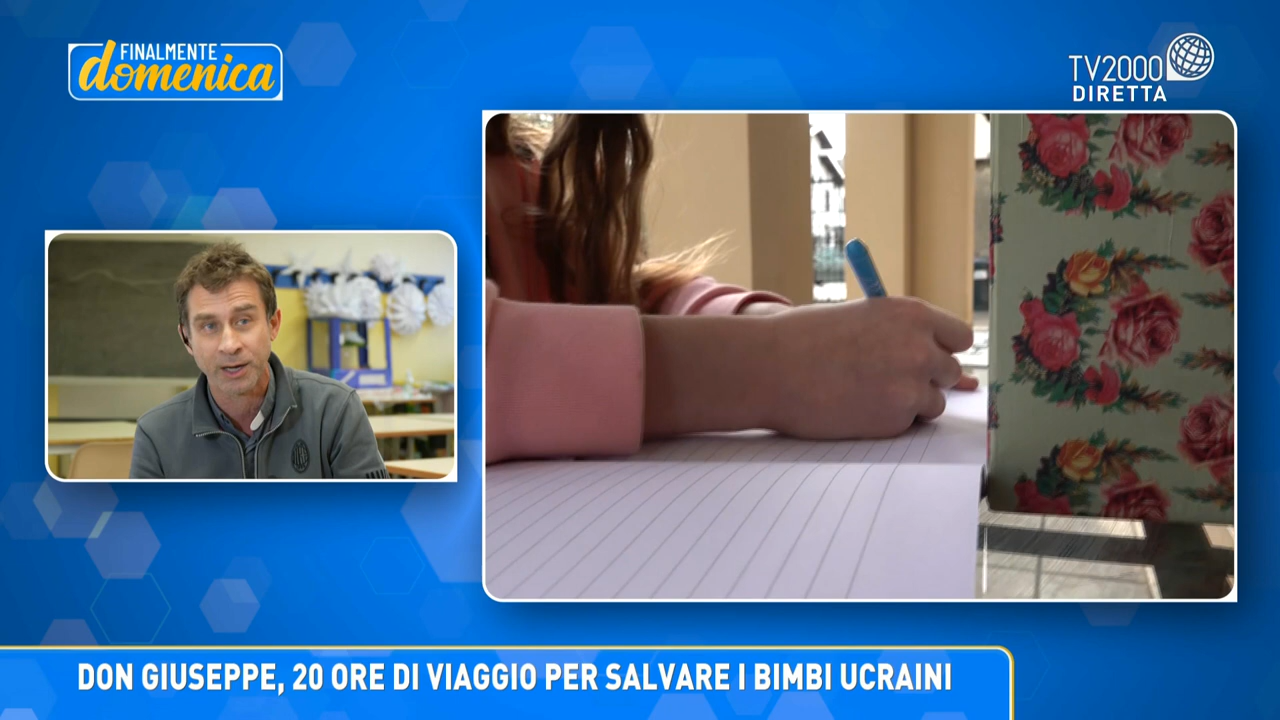 FINALMENTE
domenica
TV2000
DIRETTA
DON GIUSEPPE, 20 ORE DI VIAGGIO PER SALVARE I BIMBI UCRAINI